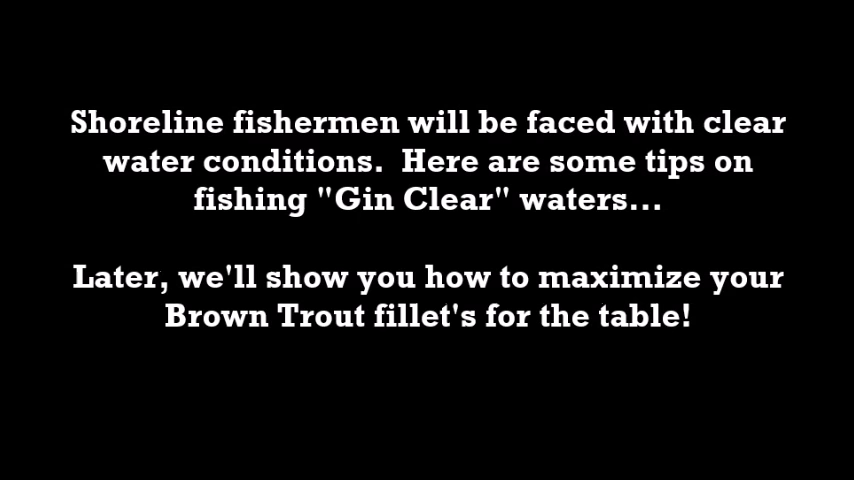 Shoreline fishermen will be faced with clear
water conditions.  Here are some tips on
fishing "Gin Clear" waters...
Later, we'll show you how to maximize your
Brown Trout fillet's for the table!